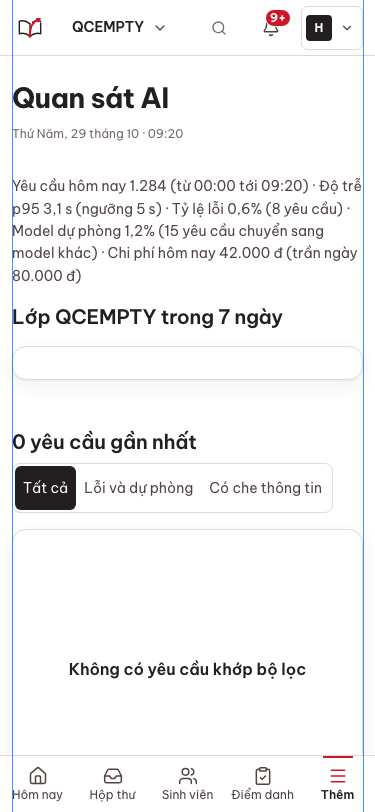 QCEMPTY
9+
H
Quan sát AI
Thứ Năm, 29 tháng 10 · 09:20
Yêu cầu hôm nay 1.284 (từ 00:00 tới 09:20) · Độ trễ
p95 3,1 s (ngưỡng 5 s) · Tỷ lệ lỗi 0,6% (8 yêu cầu) ·
Model dự phòng 1,2% (15 yêu cầu chuyển sang
model khác) · Chi phí hôm nay 42.000 đ (trần ngày
80.000 đ)
Lớp QCEMPTY trong 7 ngày
0 yêu cầu gần nhất
Tất cả Lỗi và dự phòng Có che thông tin
Không có yêu cầu khớp bộ lọc
Hôm nay Hộp thư Sinh viên Điểm danh Thêm